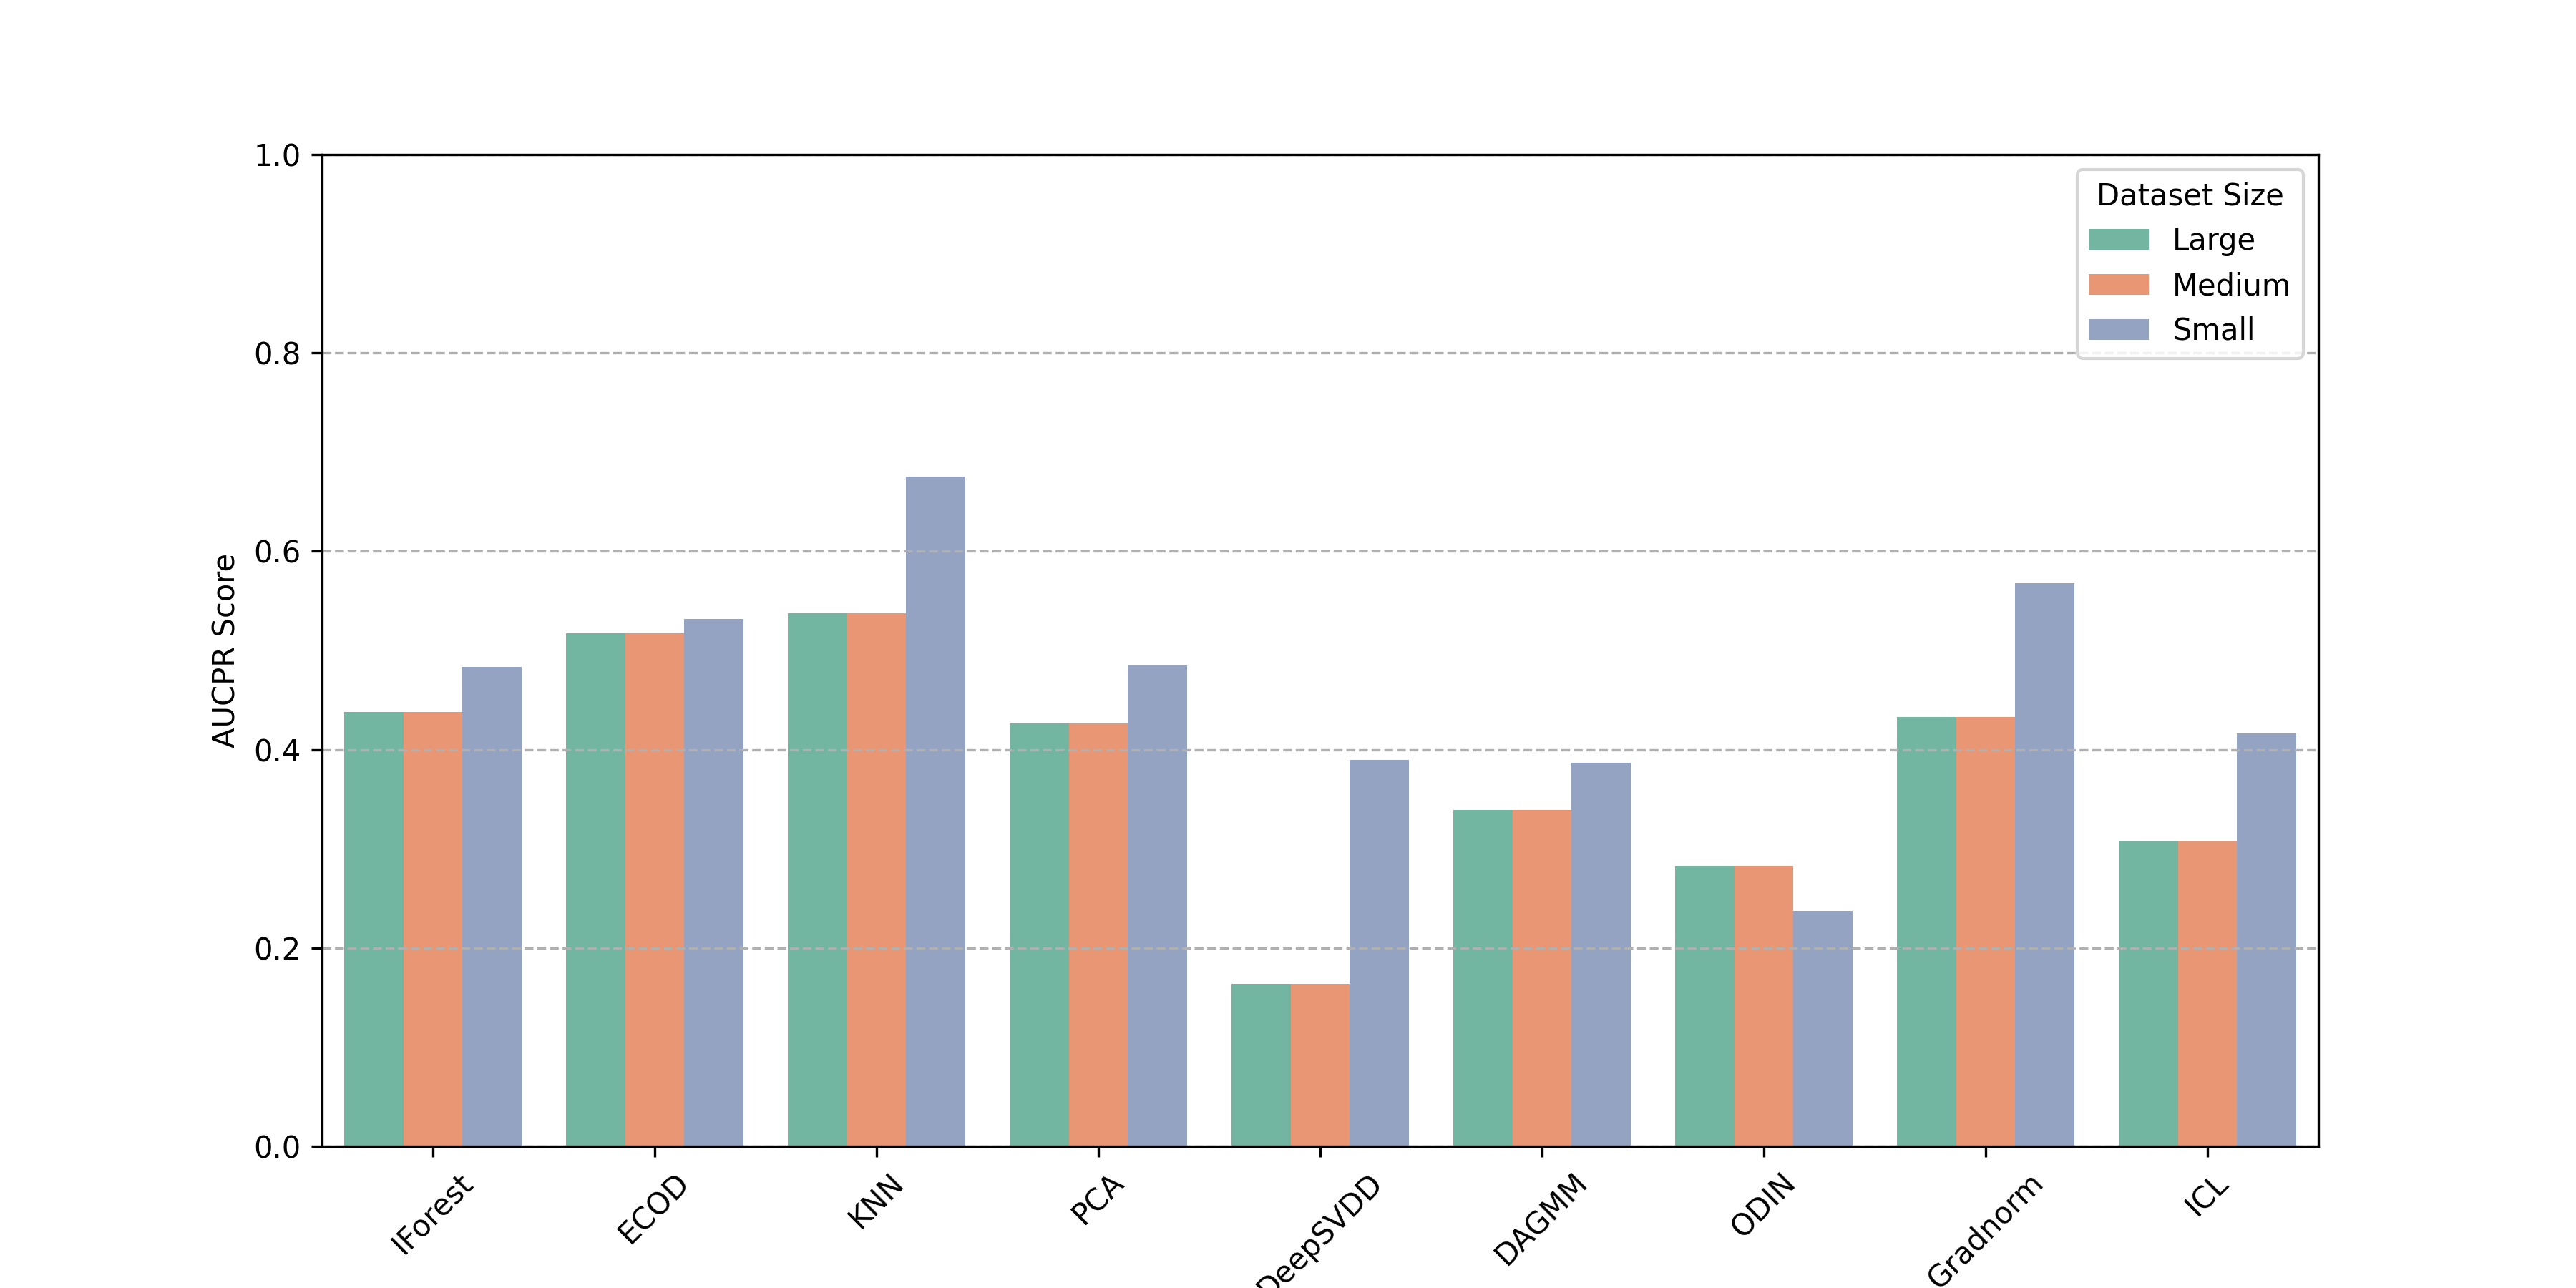 1.0
0.8
0.6
0.4
0.2
0.0
AUCPR Score
Dataset Size
Large
Medium
Small
IForest
ECOD
KNN
PCA
DeepSVDD
DAGMM
ODIN
Gradnorm
ICL